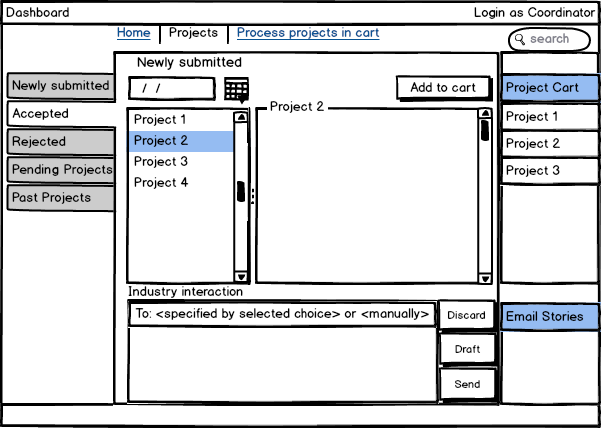 Dashboard
Login as Coordinator
Home
Projects
Process projects in cart
search
Newly submitted
Accepted
Rejected
Pending Projects
Past Projects
Newly submitted
/ /
Add to cart
Project 1
Project 2
Project 3
Project 4
Project 2
Industry interaction
To: <specified by selected choice> or <manually>
Discard
Draft
Send
Project Cart
Project 1
Project 2
Project 3
Email Stories